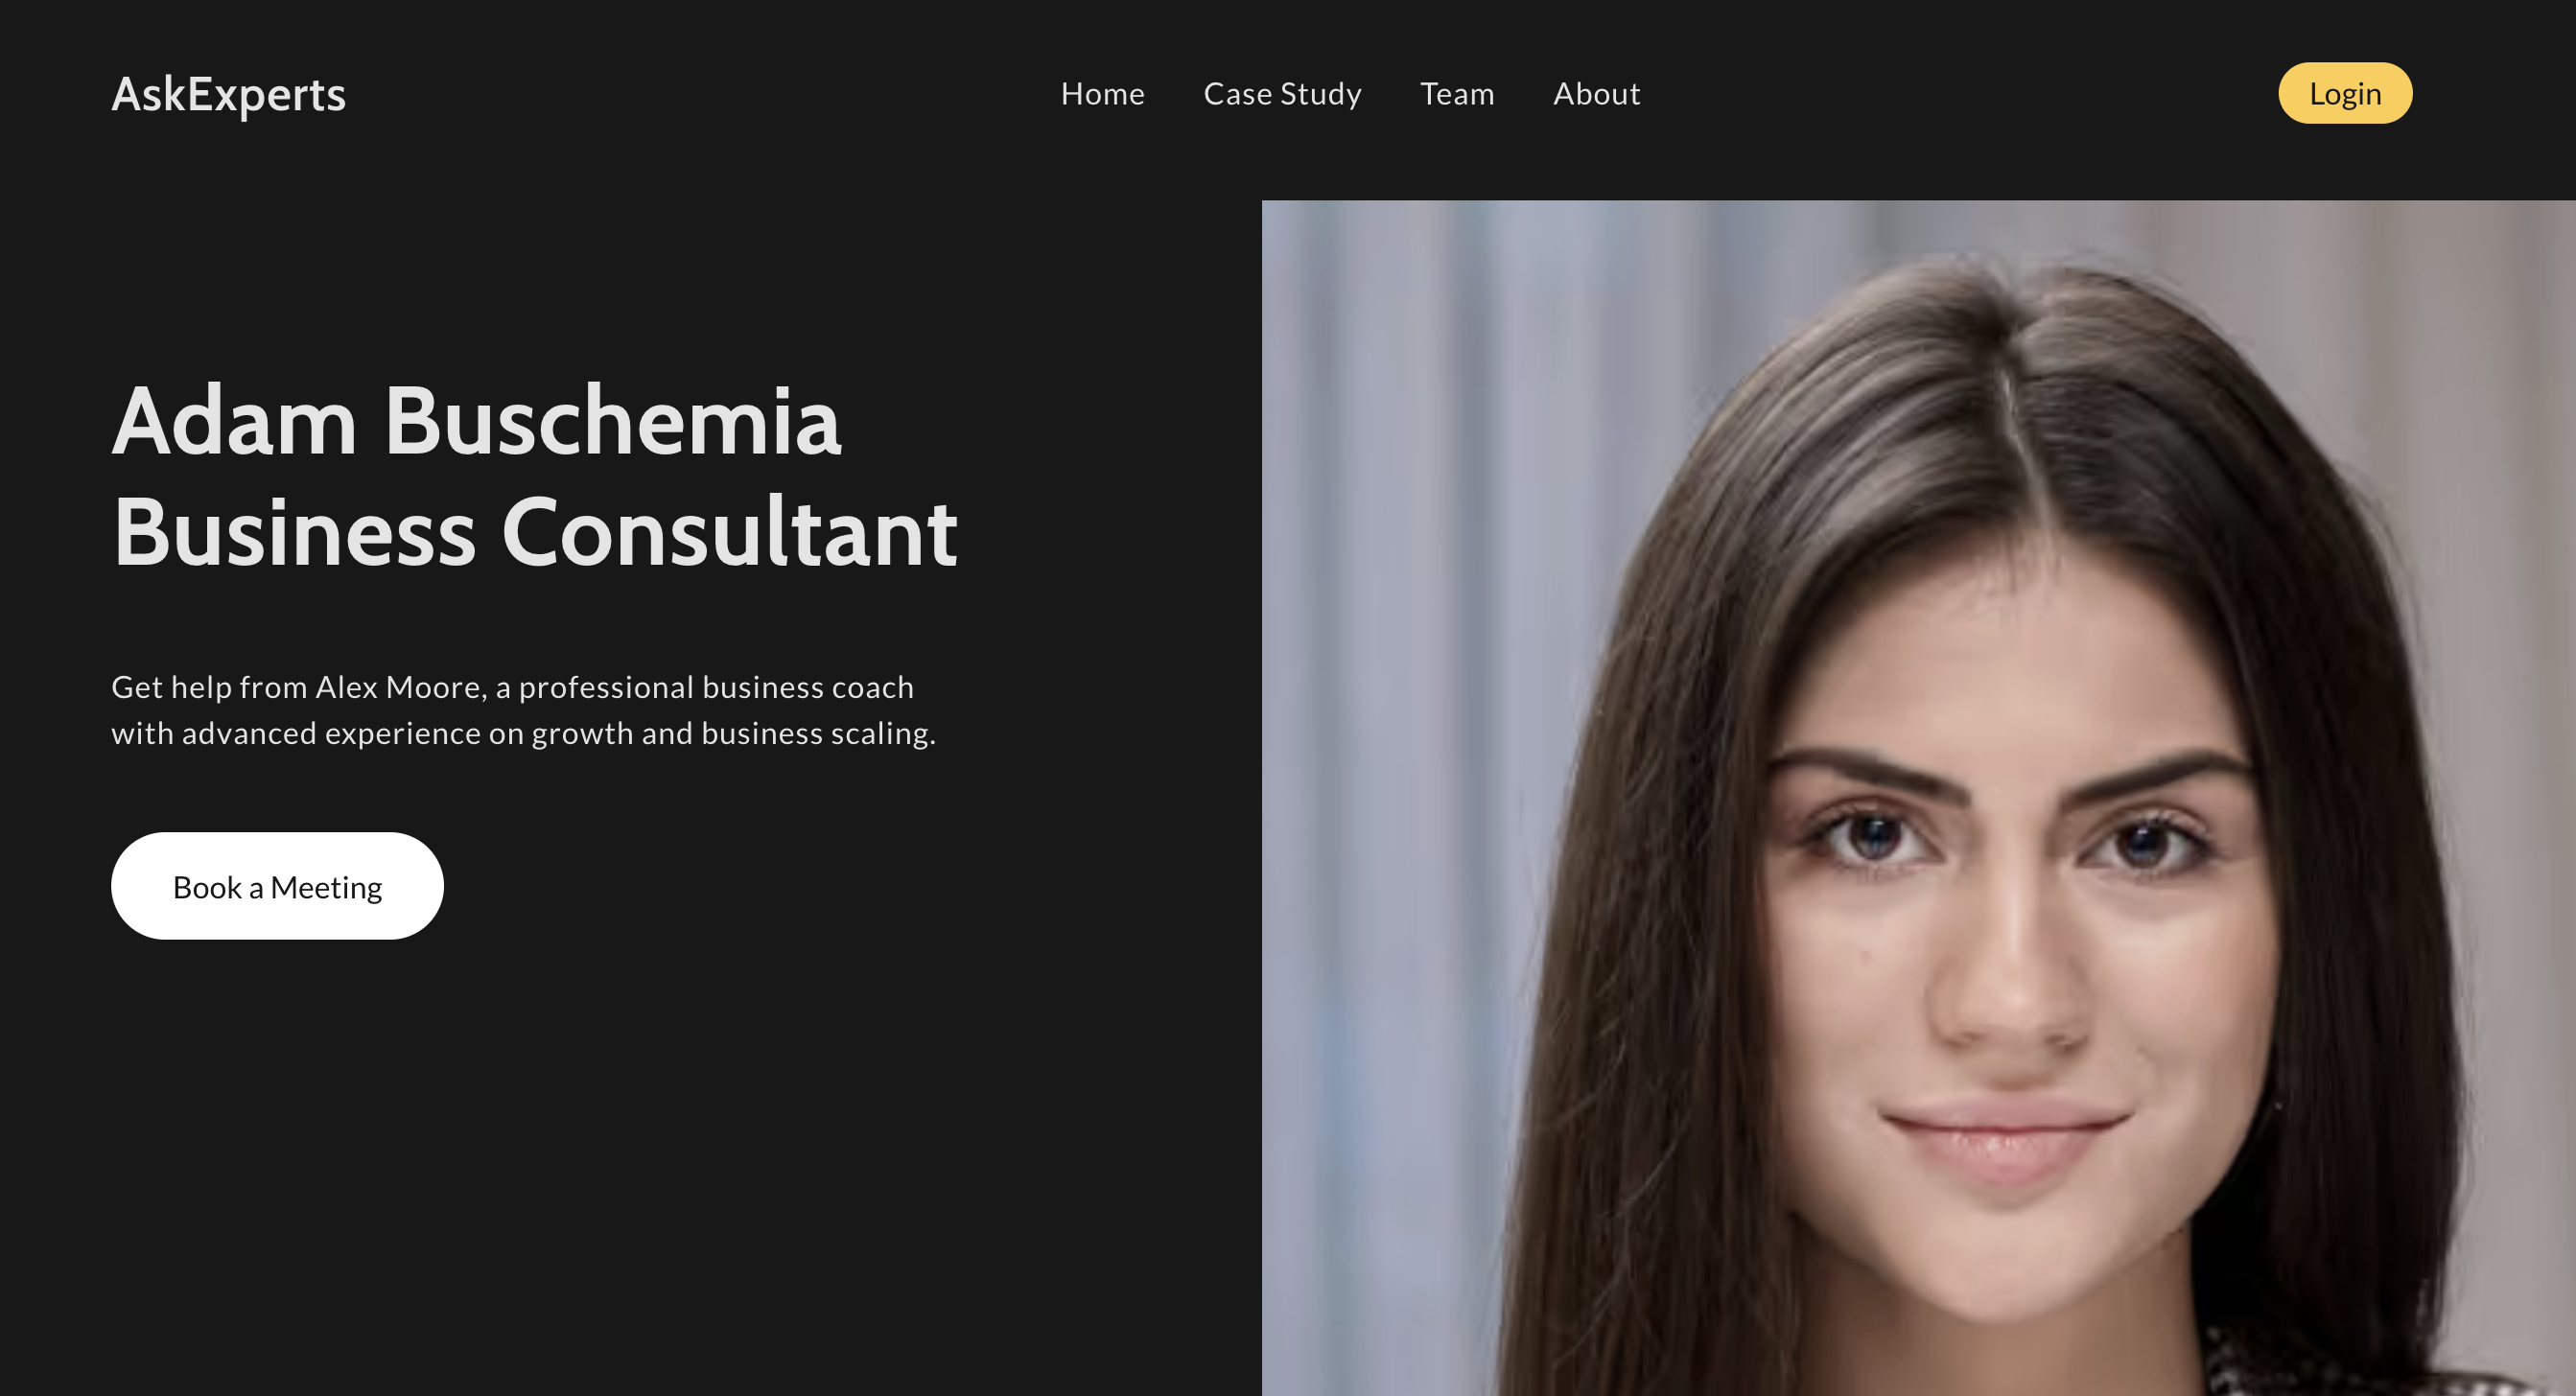 AskExperts
Home
Case Study
Team
About
Login
Adam Buschemia
Business Consultant
Get help from Alex Moore, a professional business coach
with advanced experience on growth and business scaling.
Book a Meeting